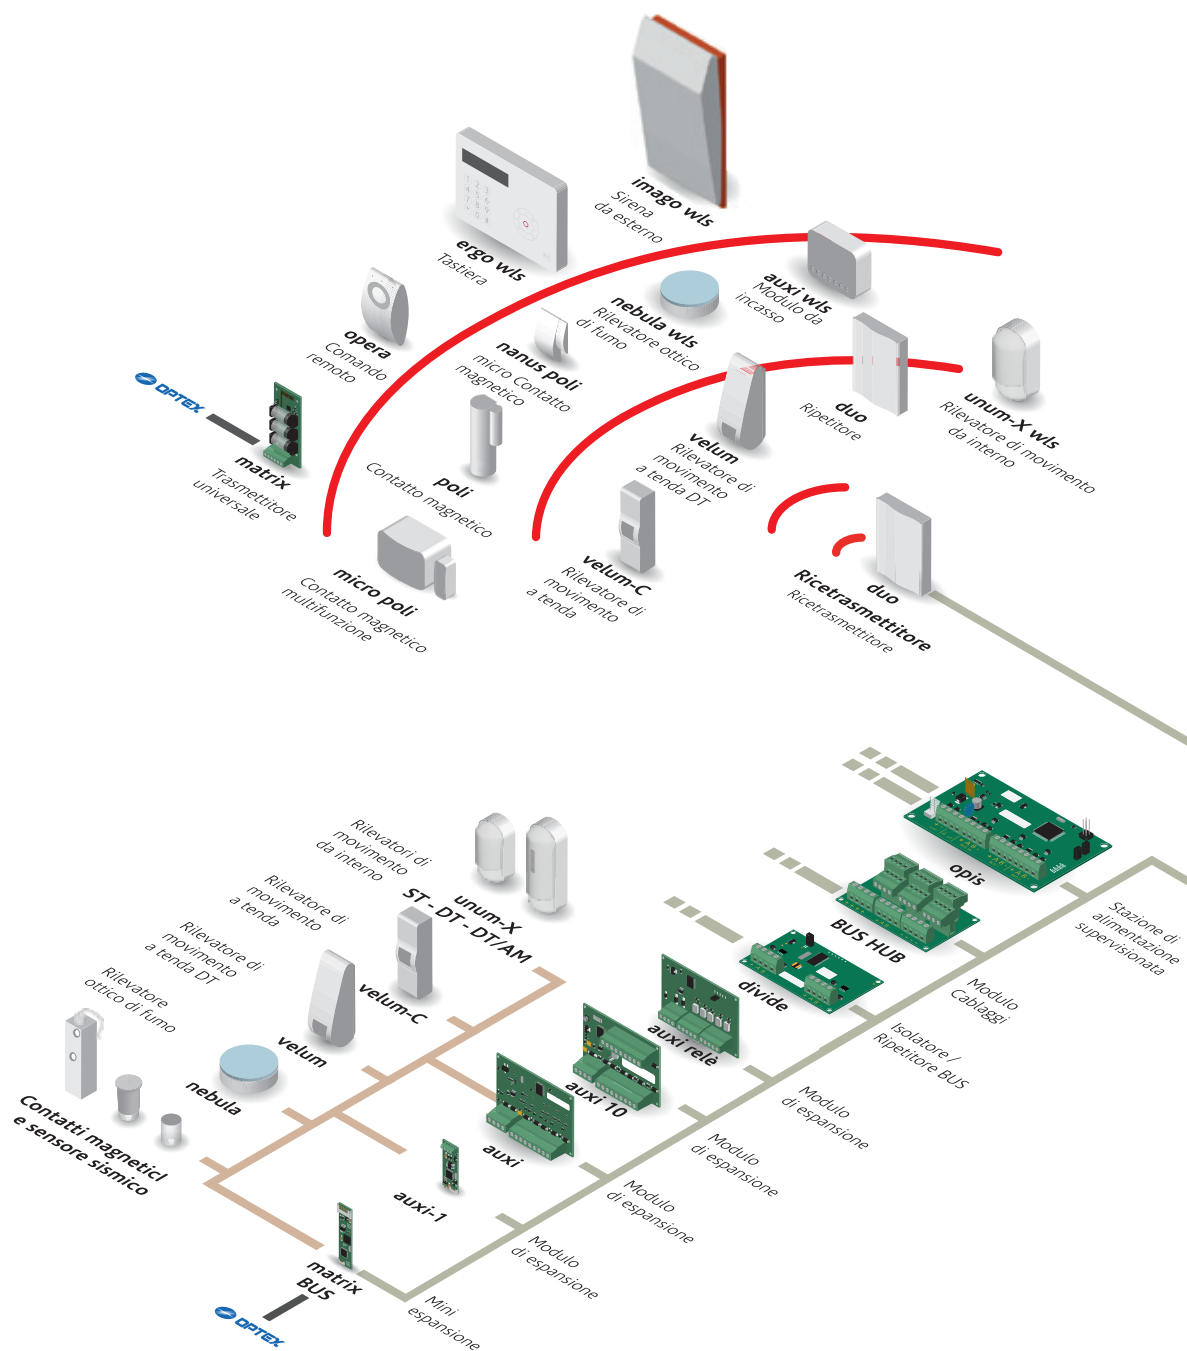 imago wls
Sirena
da esterno
ergo wls
Tastiera
auxi wls
Modulo da
incasso
nebula wls
Rilevatore ottico
di fumo
opera
Comando
remoto
nanus poli
micro Contatto
magnetico
OPTEX
matrix
Trasmettitore
universale
poli
Contatto magnetico
velum
Rilevatore di
movimento
a tenda DT
duo
Ripetitore
unum-X wls
Rilevatore di movimento
da interno
micro poli
Contatto magnetico
multifunzione
velum-C
Rilevatore di
movimento
a tenda
duo
Ricetrasmettitore
Ricetrasmettitore
opis
Stazione di
alimentazione
supervisionata
BUS HUB
Modulo
Cablaggi
divide
Isolatore /
Ripetitore BUS
auxi relè
Modulo
di espansione
auxi 10
Modulo
di espansione
auxi
Modulo
di espansione
auxi-1
Modulo
di espansione
matrix
BUS
Mini
espansione
OPTEX
Rilevatori di
movimento
da interno
unum-X
ST - DT - DT/AM
Rilevatore di
movimento
a tenda
velum-C
Rilevatore di
movimento
a tenda DT
velum
Rilevatore
ottico di fumo
nebula
Contatti magneticI
e sensore sismico